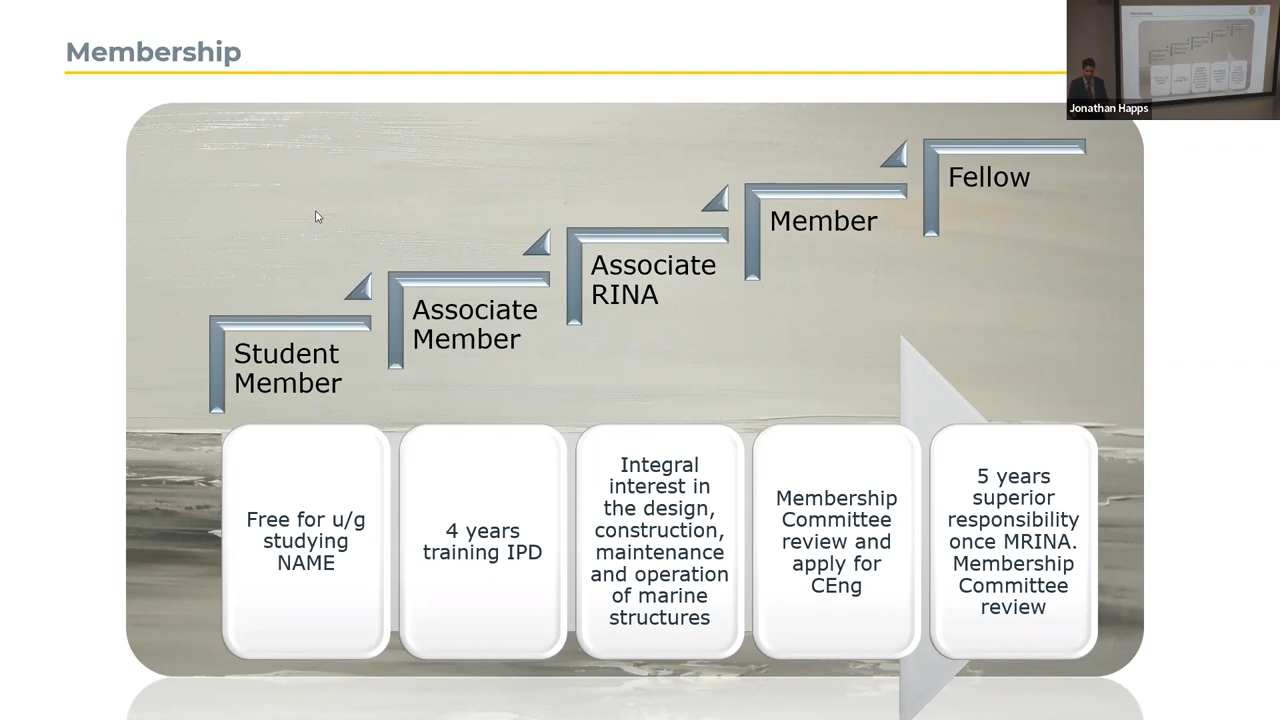 Membership
Jonathan Happs
Fellow
Member
Associate
RINA
Associate
Member
Student
Member
Free for u/g
studying
NAME
4 years
training IPD
Integral
interest in
the design,
construction,
maintenance
and operation
of marine
structures
Membership
Committee
review and
apply for
CEng
5 years
superior
responsibility
once MRINA.
Membership
Committee
review